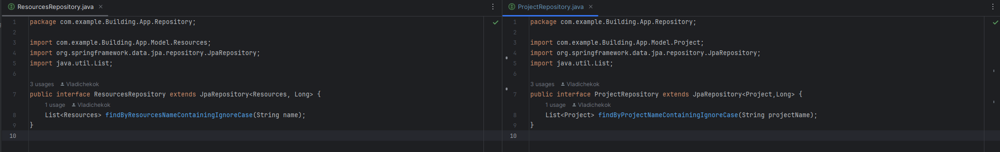 ResourcesRepository.java
1 package com.example.Building.App.Repository;
2
3 import com.example.Building.App.Model.Resources;
4 import org.springframework.data.jpa.repository.JpaRepository;
5 import java.util.List;
6
3 usages Vladichekok
7 public interface ResourcesRepository extends JpaRepository<Resources, Long> {
1 usage Vladichekok
8 List<Resources> findByResourcesNameContainingIgnoreCase(String name);
9 }
10
ProjectRepository.java
1 package com.example.Building.App.Repository;
2
3 import com.example.Building.App.Model.Project;
4 import org.springframework.data.jpa.repository.JpaRepository;
5 import java.util.List;
6
3 usages Vladichekok
7 public interface ProjectRepository extends JpaRepository<Project,Long> {
1 usage Vladichekok
8 List<Project> findByProjectNameContainingIgnoreCase(String projectName);
9 }
10